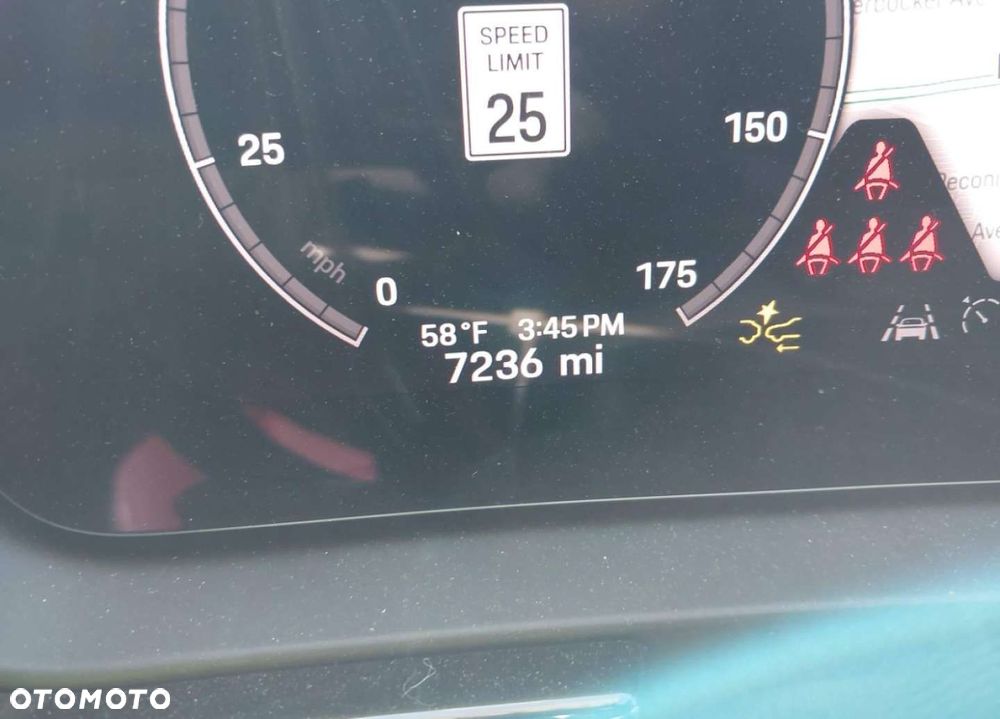 SPEED
LIMIT
25
25
150
mph
0
175
58°F 3:45 PM
7236 mi
OTOMOTO